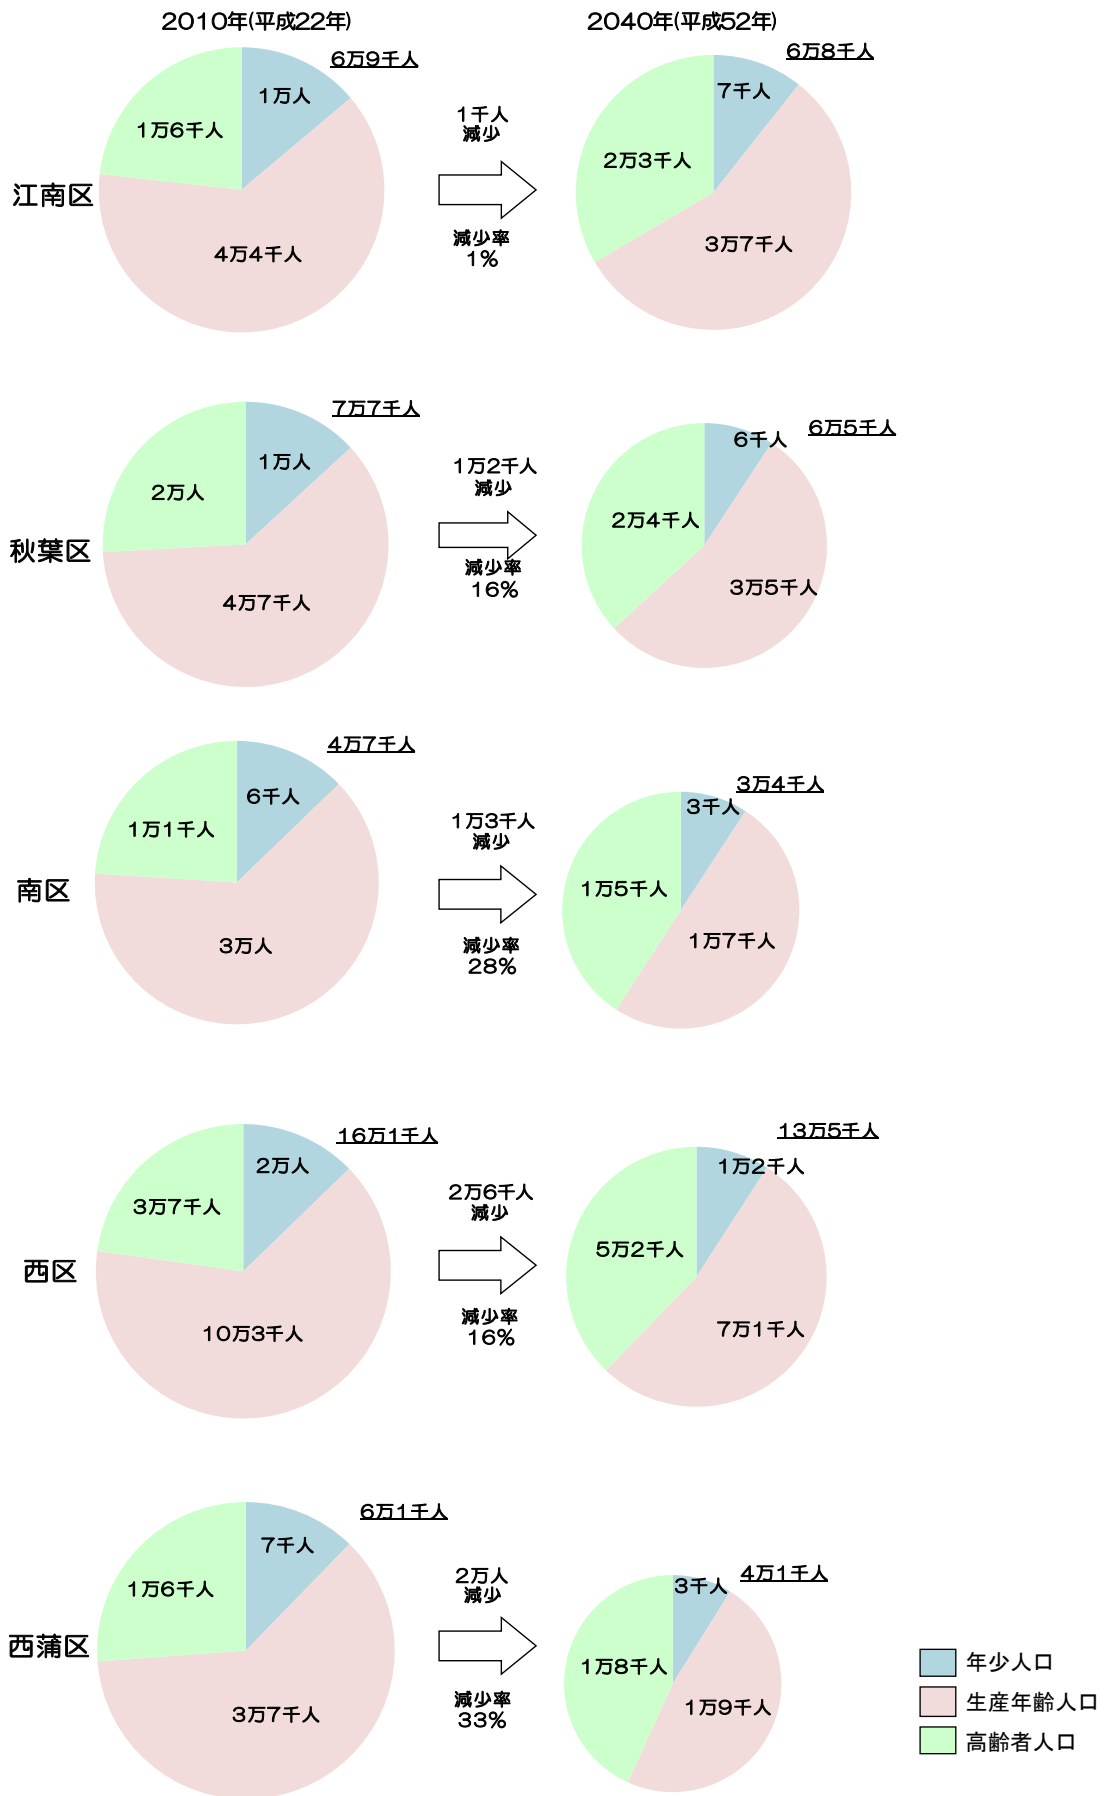 2010年(平成22年)
2040年(平成52年)
江南区
6万9千人
1万人
1万6千人
4万4千人
1千人
減少
減少率
1%
6万8千人
7千人
2万3千人
3万7千人
秋葉区
7万7千人
1万人
2万人
4万7千人
1万2千人
減少
減少率
16%
6万5千人
6千人
2万4千人
3万5千人
南区
4万7千人
6千人
1万1千人
3万人
1万3千人
減少
減少率
28%
3万4千人
3千人
1万5千人
1万7千人
西区
16万1千人
2万人
3万7千人
10万3千人
2万6千人
減少
減少率
16%
13万5千人
1万2千人
5万2千人
7万1千人
西蒲区
6万1千人
7千人
1万6千人
3万7千人
2万人
減少
減少率
33%
4万1千人
3千人
1万8千人
1万9千人
年少人口
生産年齢人口
高齢者人口